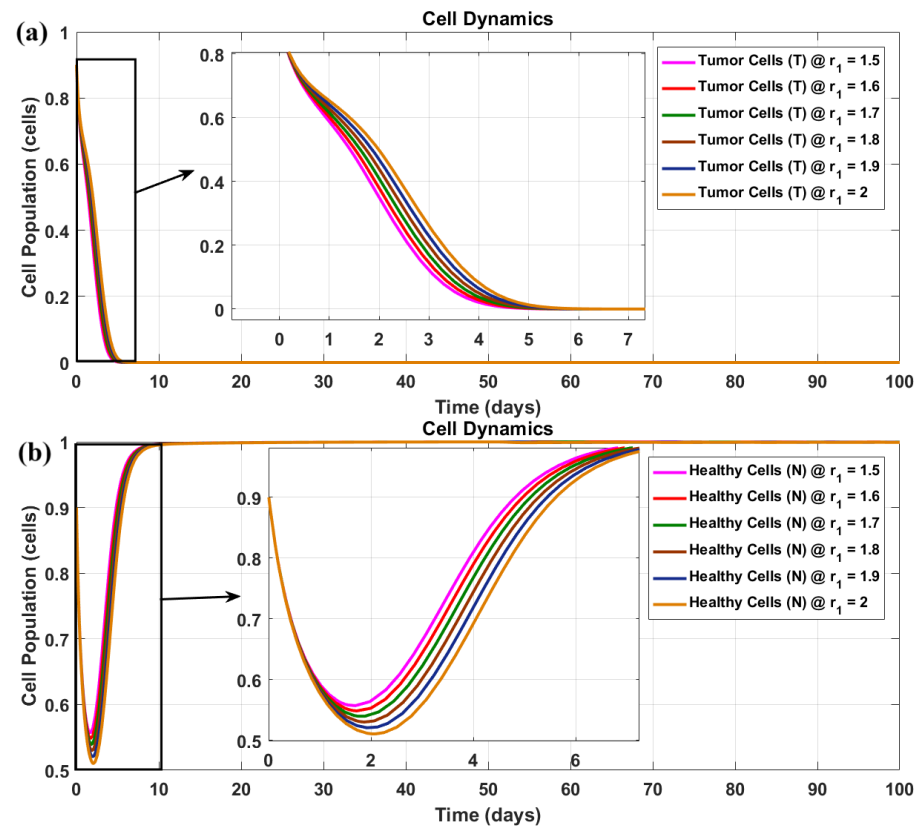 (a)
Cell Dynamics
Cell Population (cells)
1
0.8
0.6
0.4
0.2
0
0.8
0.6
0.4
0.2
0
0 1 2 3 4 5 6 7
Tumor Cells (T) @ r1 = 1.5
Tumor Cells (T) @ r1 = 1.6
Tumor Cells (T) @ r1 = 1.7
Tumor Cells (T) @ r1 = 1.8
Tumor Cells (T) @ r1 = 1.9
Tumor Cells (T) @ r1 = 2
0 10 20 30 40 50 60 70 80 90 100
Time (days)
(b)
Cell Dynamics
Cell Population (cells)
1
0.9
0.8
0.7
0.6
0.5
0.9
0.8
0.7
0.6
0.5
0 2 4 6
Healthy Cells (N) @ r1 = 1.5
Healthy Cells (N) @ r1 = 1.6
Healthy Cells (N) @ r1 = 1.7
Healthy Cells (N) @ r1 = 1.8
Healthy Cells (N) @ r1 = 1.9
Healthy Cells (N) @ r1 = 2
0 10 20 30 40 50 60 70 80 90 100
Time (days)